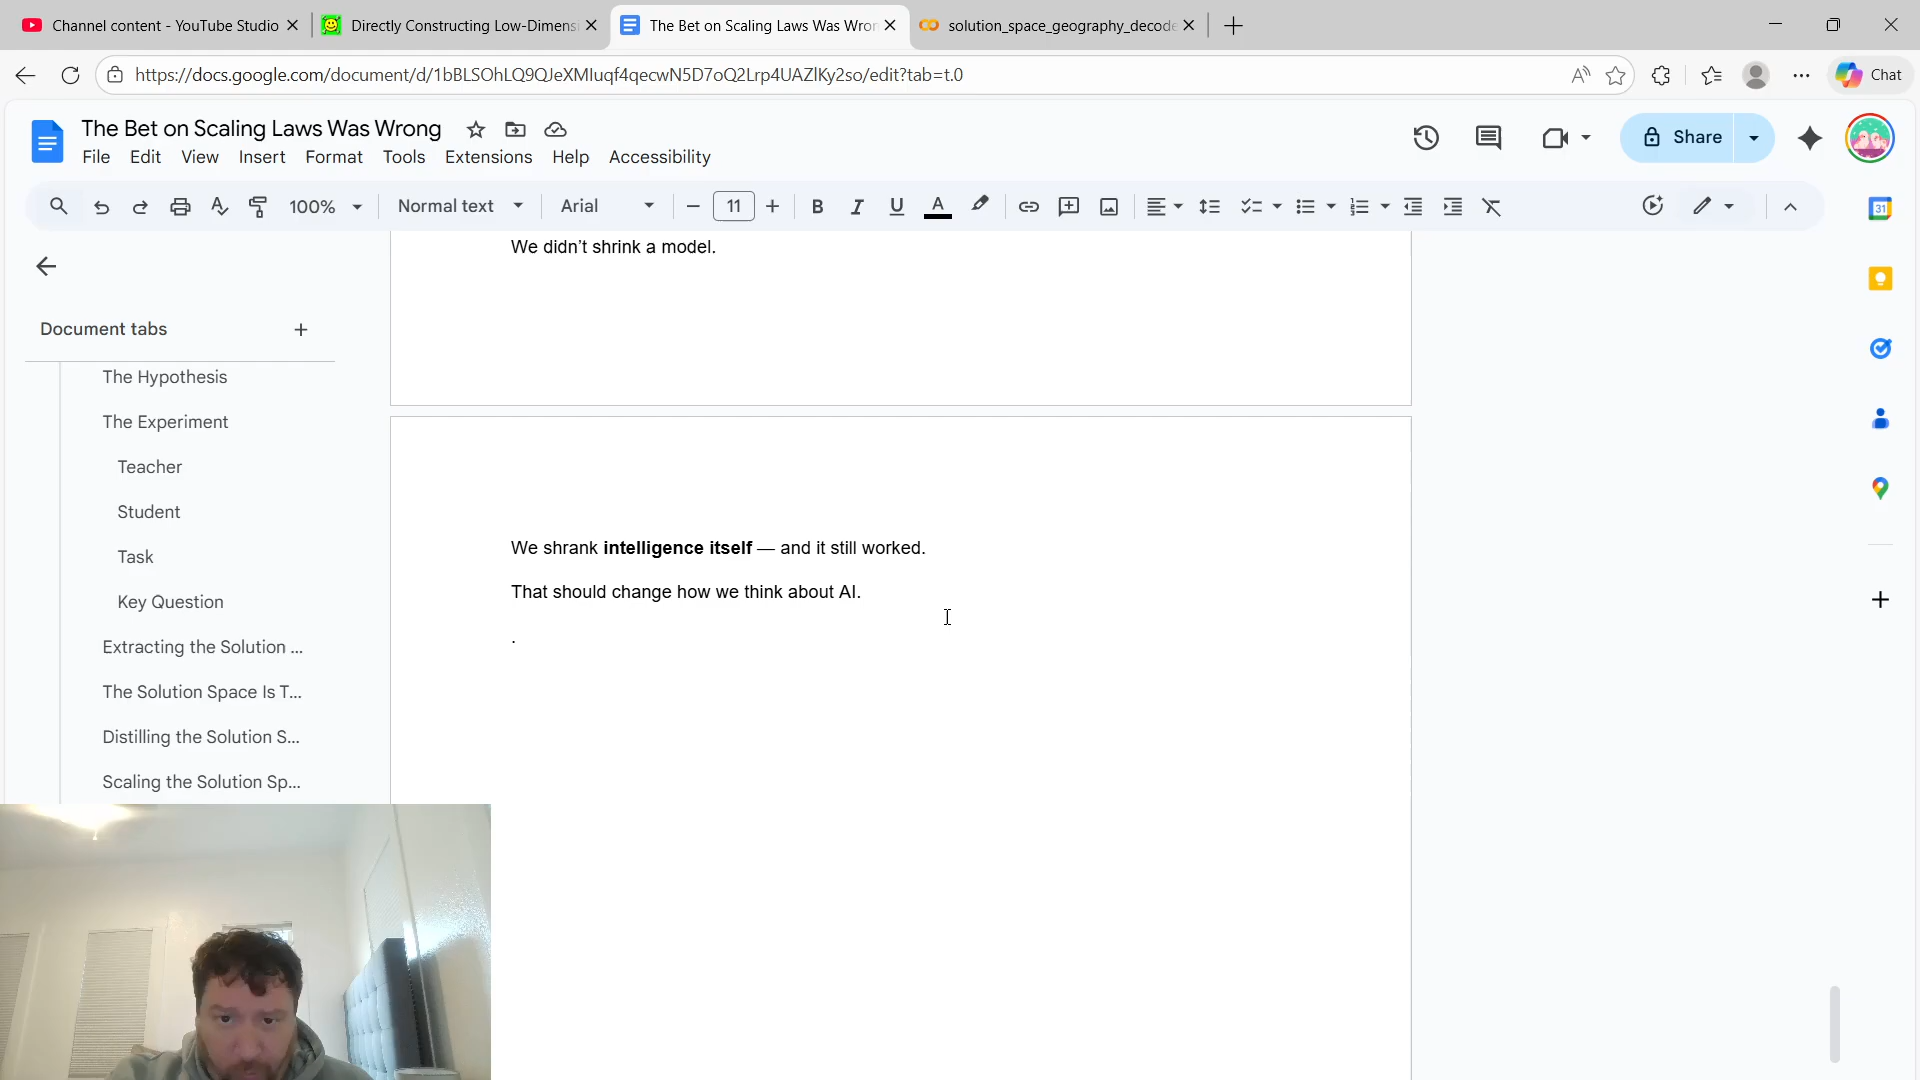 Channel content - YouTube Studio
Directly Constructing Low-Dimens
The Bet on Scaling Laws Was Wron
solution_space_geography_decode
https://docs.google.com/document/d/1bBLSOhLQ9QJeXMIuqf4qecwN5D7oQ2Lrp4UAZlKy2so/edit?tab=t.0
Chat
The Bet on Scaling Laws Was Wrong
File Edit View Insert Format Tools Extensions Help Accessibility
Share
100% Normal text Arial 11
We didn't shrink a model.
Document tabs
The Hypothesis
The Experiment
Teacher
Student
Task
Key Question
Extracting the Solution ...
The Solution Space Is T...
Distilling the Solution S...
Scaling the Solution Sp...
We shrank intelligence itself — and it still worked.
That should change how we think about AI.
.